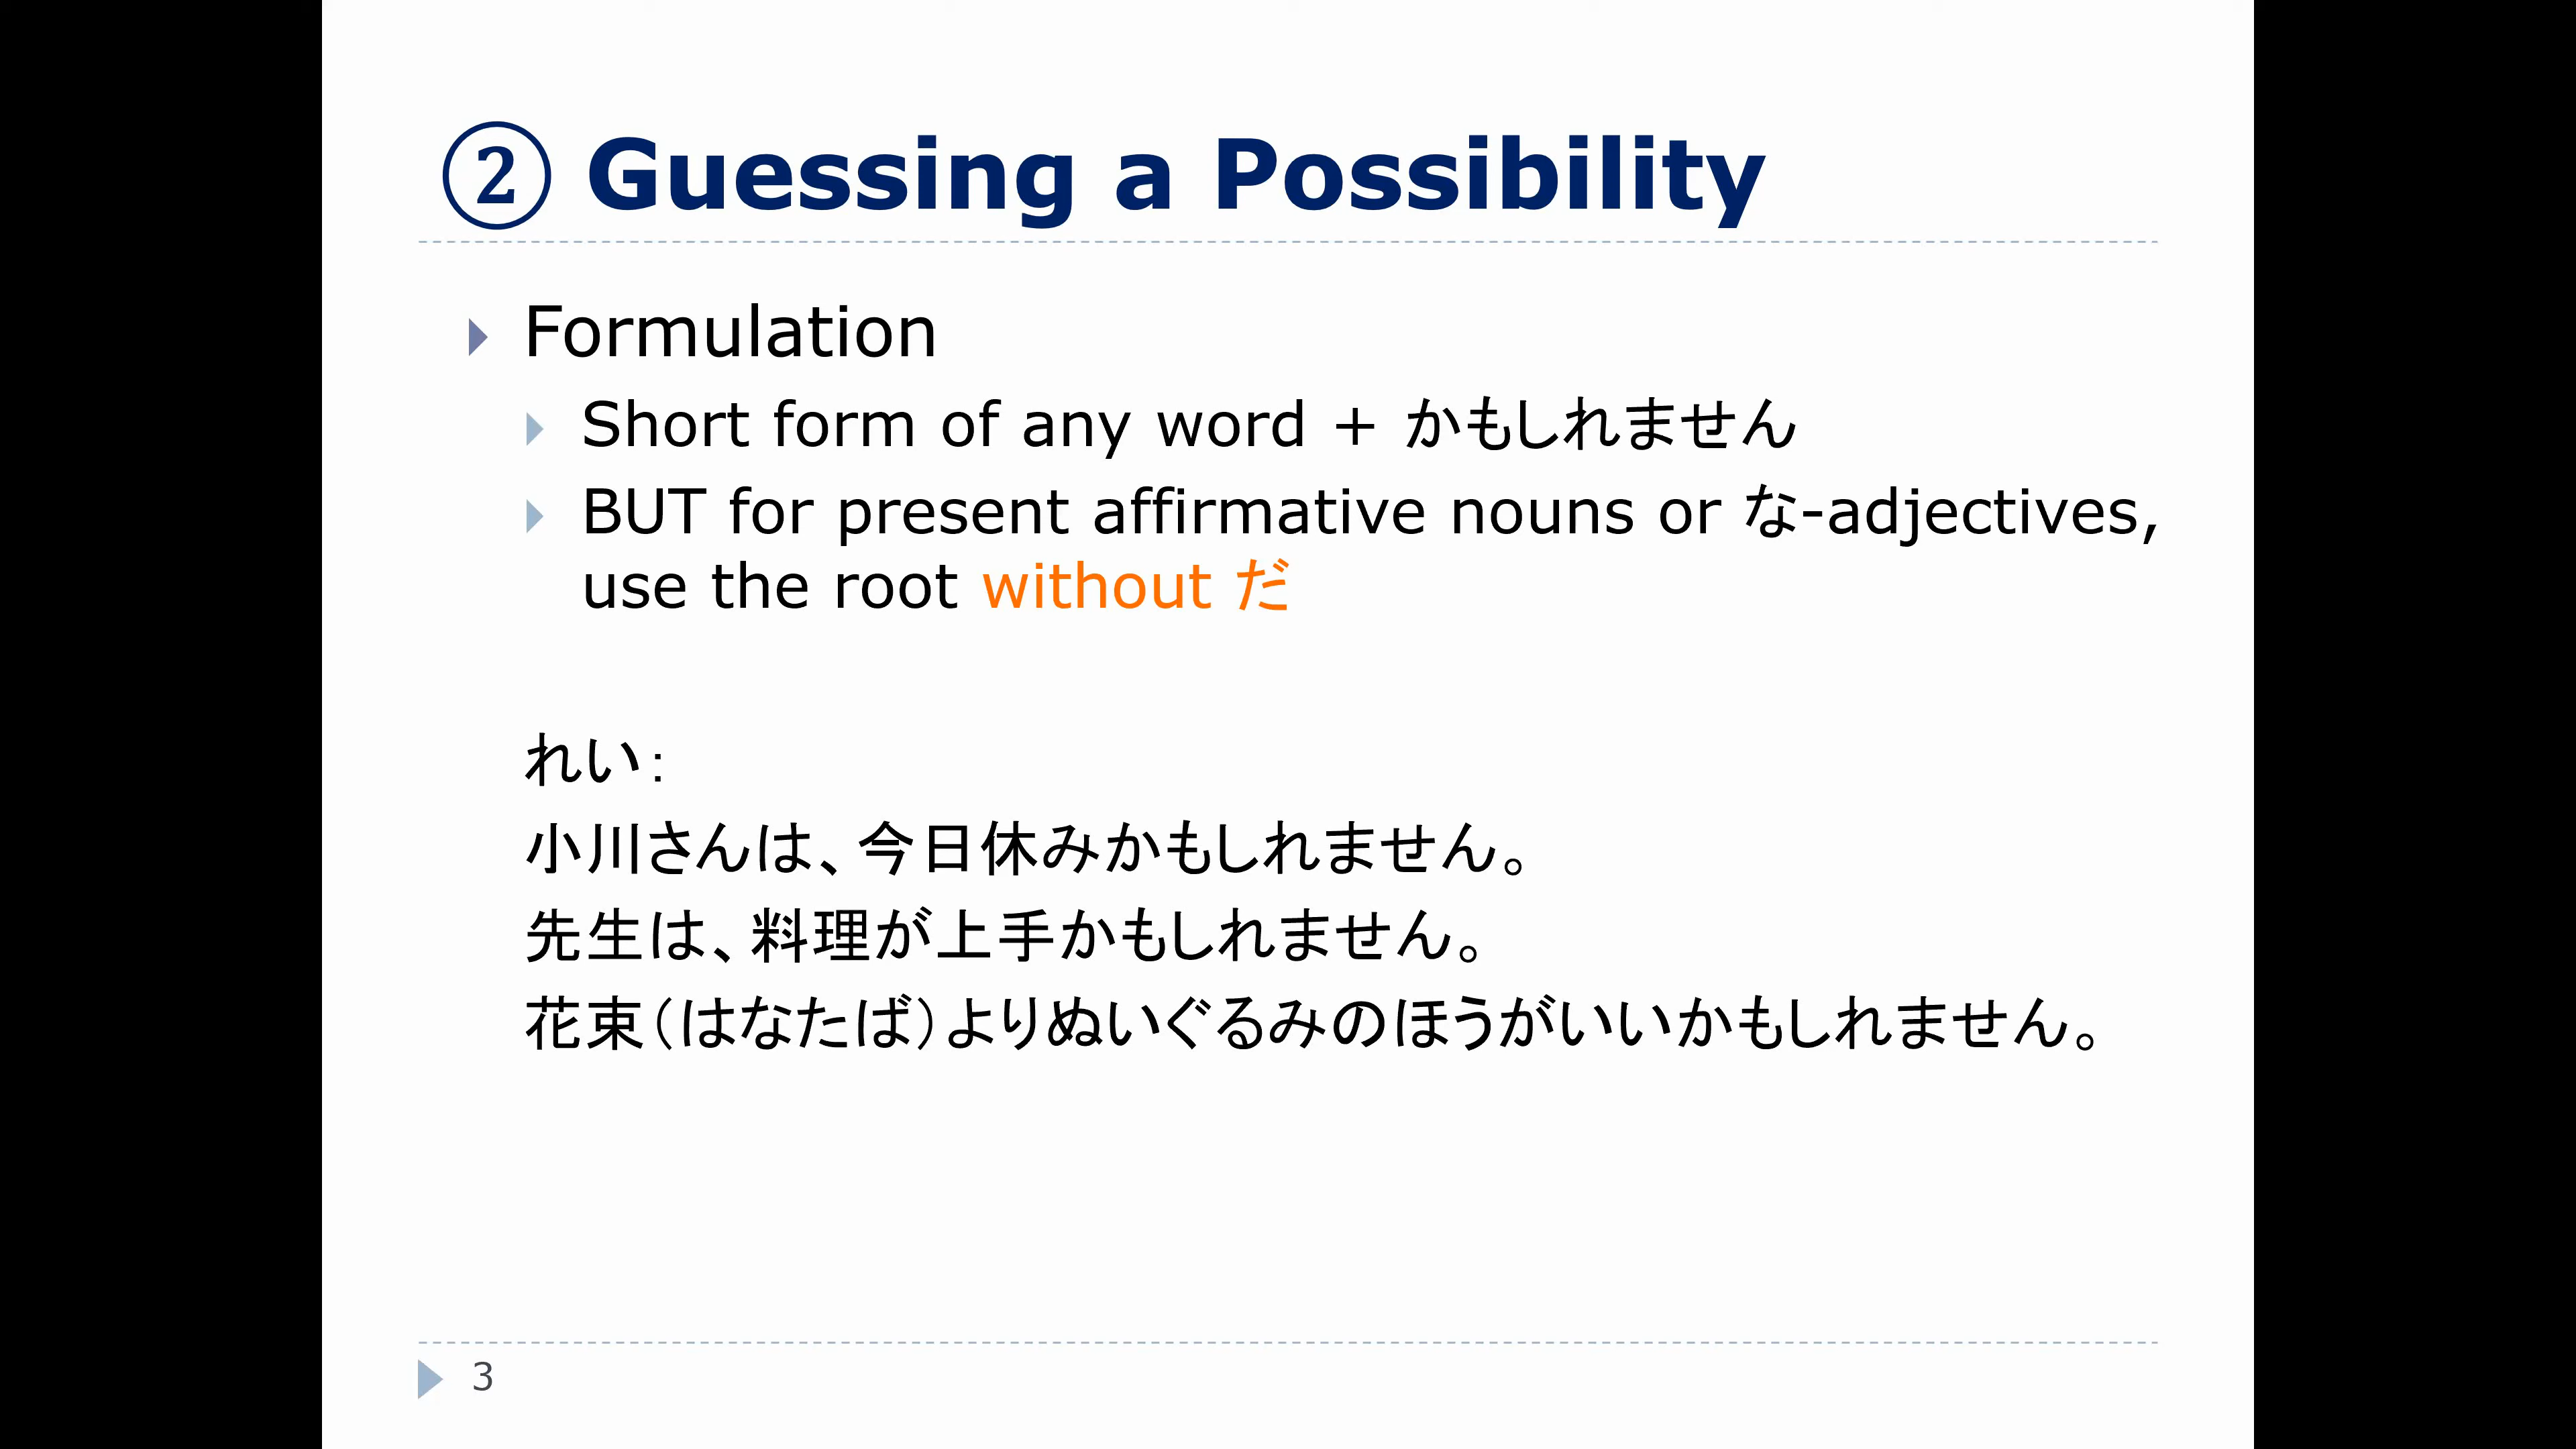 ② Guessing a Possibility
Formulation
Short form of any word + かもしれません
BUT for present affirmative nouns or な-adjectives,
use the root without だ
れい：
小川さんは、今日休みかもしれません。
先生は、料理が上手かもしれません。
花束（はなたば）よりぬいぐるみのほうがいいかもしれません。
3